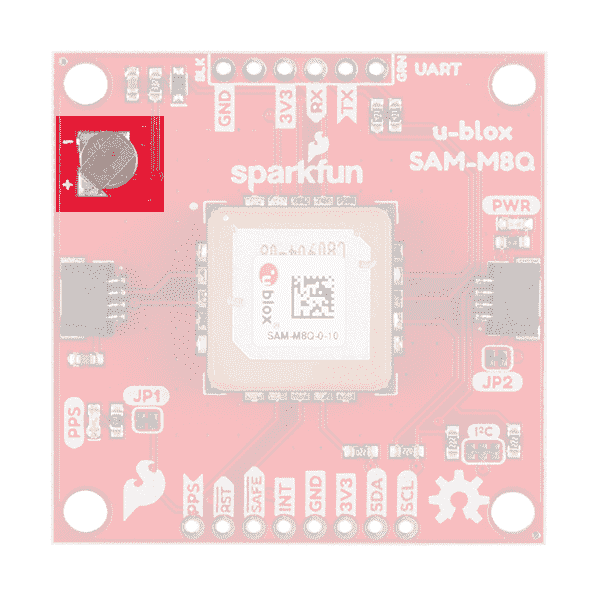 BLK
GRN
UART
GND
3V3
RX
TX
u-blox
SAM-M8Q
sparkfun
PWR
-
+
u blox
SAM-M8Q-0-10
JP1
JP2
PPS
I²C
PPS
RST
SAFE
INT
GND
3V3
SDA
SCL